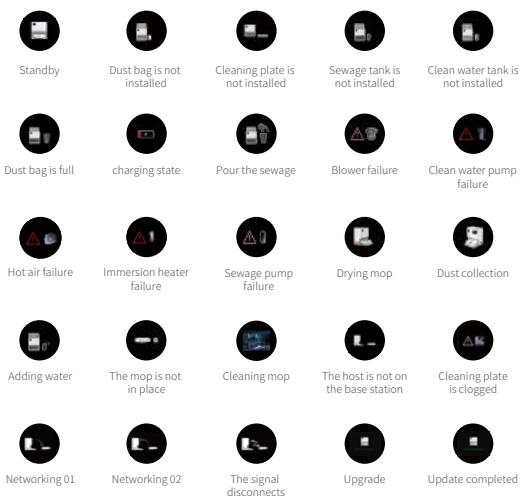 Standby
Dust bag is not
installed
Cleaning plate is
not installed
Sewage tank is
not installed
Clean water tank is
not installed
Dust bag is full
charging state
Pour the sewage
Blower failure
Clean water pump
failure
Hot air failure
Immersion heater
failure
Sewage pump
failure
Drying mop
Dust collection
Adding water
The mop is not
in place
Cleaning mop
The host is not on
the base station
Cleaning plate
is clogged
Networking 01
Networking 02
The signal
disconnects
Upgrade
Update completed